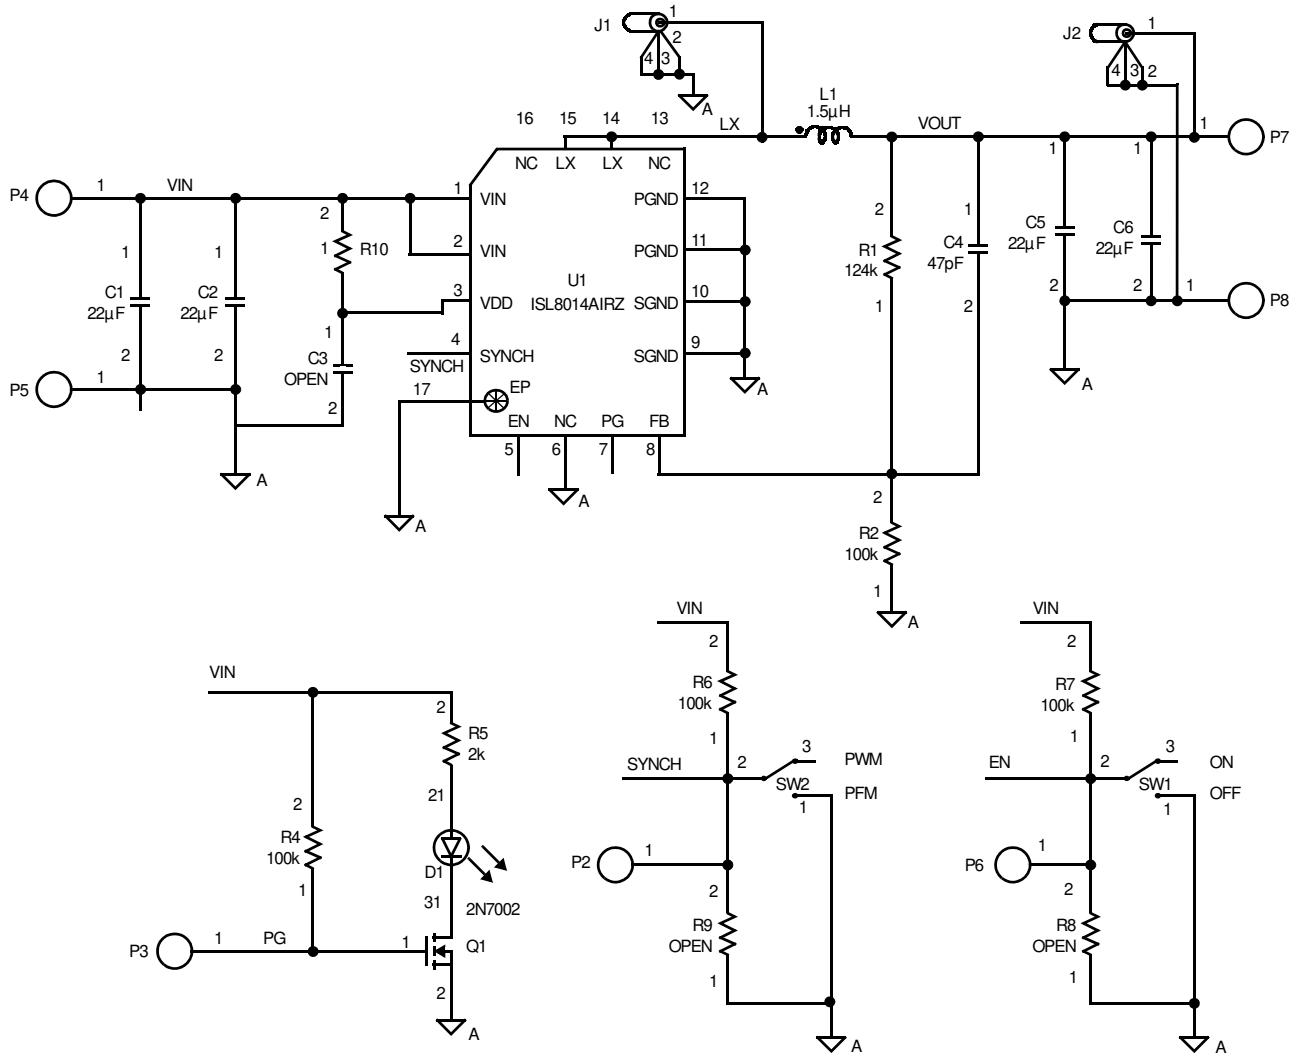 J1
1
2
4 3
A
J2
1
4 3 2
L1
1.5µH
16 15 14 13
LX
VOUT
1
P7
NC LX LX NC
P4
1
VIN
2
1
R10
1
VIN
12
PGND
2
VIN
11
PGND
3
VDD
10
SGND
4
SYNCH
SYNCH
9
SGND
U1
ISL8014AIRZ
A
17
EP
EN NC PG FB
5 6 7 8
A
A
1
C1
22µF
2
1
C2
22µF
2
1
C3
OPEN
2
P5
1
A
2
R1
124k
1
1
C4
47pF
2
1
C5
22µF
2
1
C6
22µF
2
1
P8
A
2
R2
100k
1
A
VIN
2
R4
100k
1
2
R5
2k
21
D1
31
2N7002
P3
1
PG
1
Q1
2
A
VIN
2
R6
100k
1
SYNCH
2
3
PWM
SW2
PFM
1
P2
1
2
R9
OPEN
1
A
VIN
2
R7
100k
1
EN
2
3
ON
SW1
OFF
1
P6
1
2
R8
OPEN
1
A